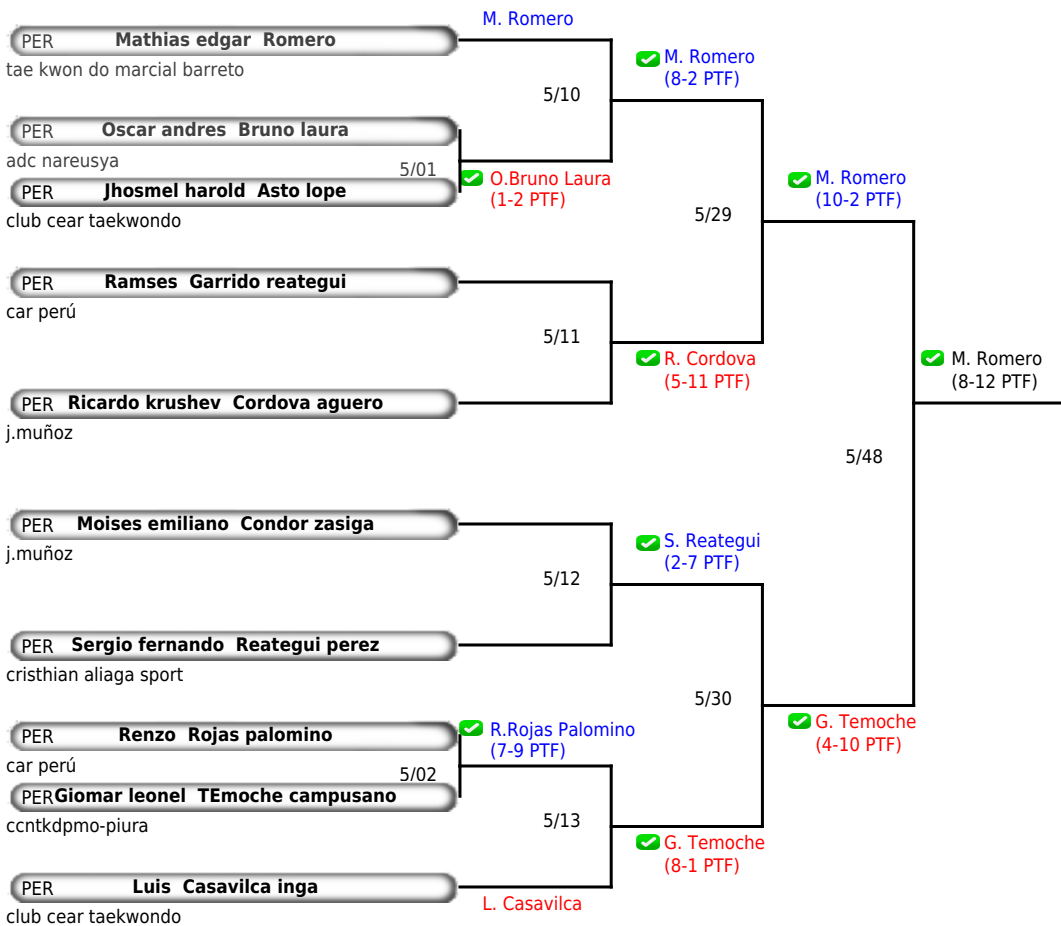 M. Romero
PER Mathias edgar Romero
tae kwon do marcial barreto
M. Romero
(8-2 PTF)
5/10
PER Oscar andres Bruno laura
adc nareusya
5/01
PER Jhosmel harold Asto lope
club cear taekwondo
O.Bruno Laura
(1-2 PTF)
M. Romero
(10-2 PTF)
5/29
PER Ramses Garrido reategui
car perú
5/11
R. Cordova
(5-11 PTF)
M. Romero
(8-12 PTF)
PER Ricardo krushev Cordova aguero
j.muñoz
5/48
PER Moises emiliano Condor zasiga
j.muñoz
S. Reategui
(2-7 PTF)
5/12
PER Sergio fernando Reategui perez
cristhian aliaga sport
5/30
G. Temoche
(4-10 PTF)
PER Renzo Rojas palomino
car perú
R.Rojas Palomino
(7-9 PTF)
5/02
PER Giomar leonel TEmoche campusano
ccntkdpmo-piura
5/13
G. Temoche
(8-1 PTF)
PER Luis Casavilca inga
club cear taekwondo
L. Casavilca